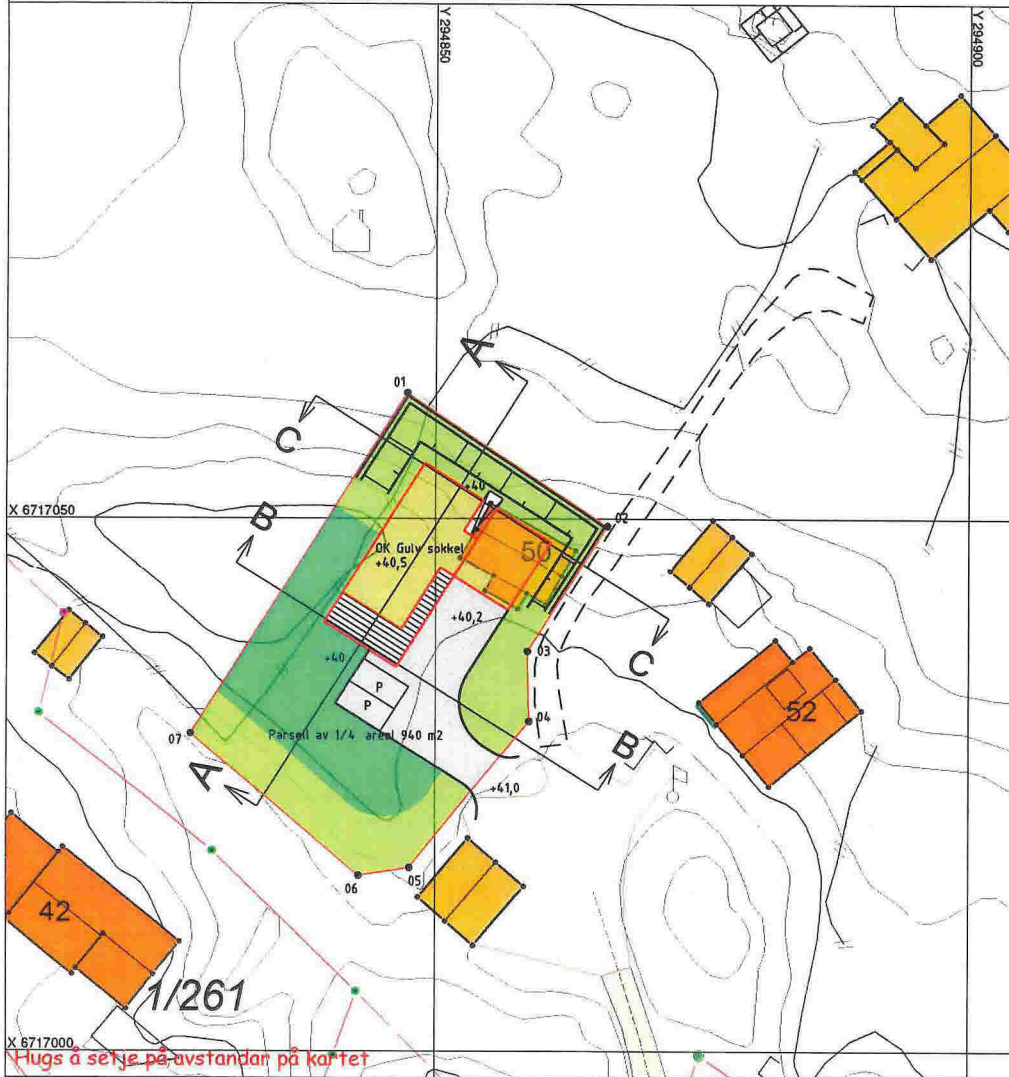 Y 294850
Y 294900
A
01
C
+40
X 6717050
02
B
OK Gulv sokkel
+40,5
50
+40,2
+40
03
C
P
P
04
52
07
Parsell av 1/4 areal 940 m2
B
A
+41,0
05
06
42
1/261
X 6717000
Hugs å setje på avstandar på kartet